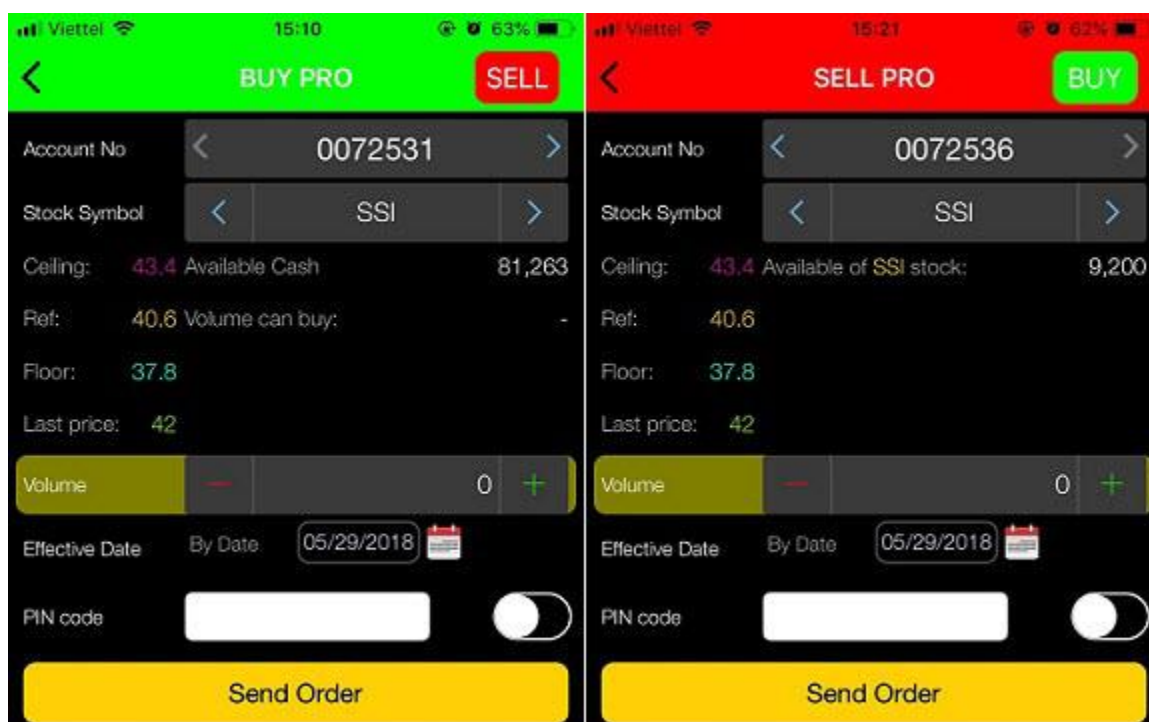 Viettel 15:10 63%
BUY PRO SELL
Account No 0072531
Stock Symbol SSI
Ceiling: 43.4 Available Cash 81,263
Ref: 40.6 Volume can buy: -
Floor: 37.8
Last price: 42
Volume 0
Effective Date By Date 05/29/2018
PIN code
Send Order
Viettel 15:21 62%
SELL PRO BUY
Account No 0072536
Stock Symbol SSI
Ceiling: 43.4 Available of SSI stock: 9,200
Ref: 40.6
Floor: 37.8
Last price: 42
Volume 0
Effective Date By Date 05/29/2018
PIN code
Send Order